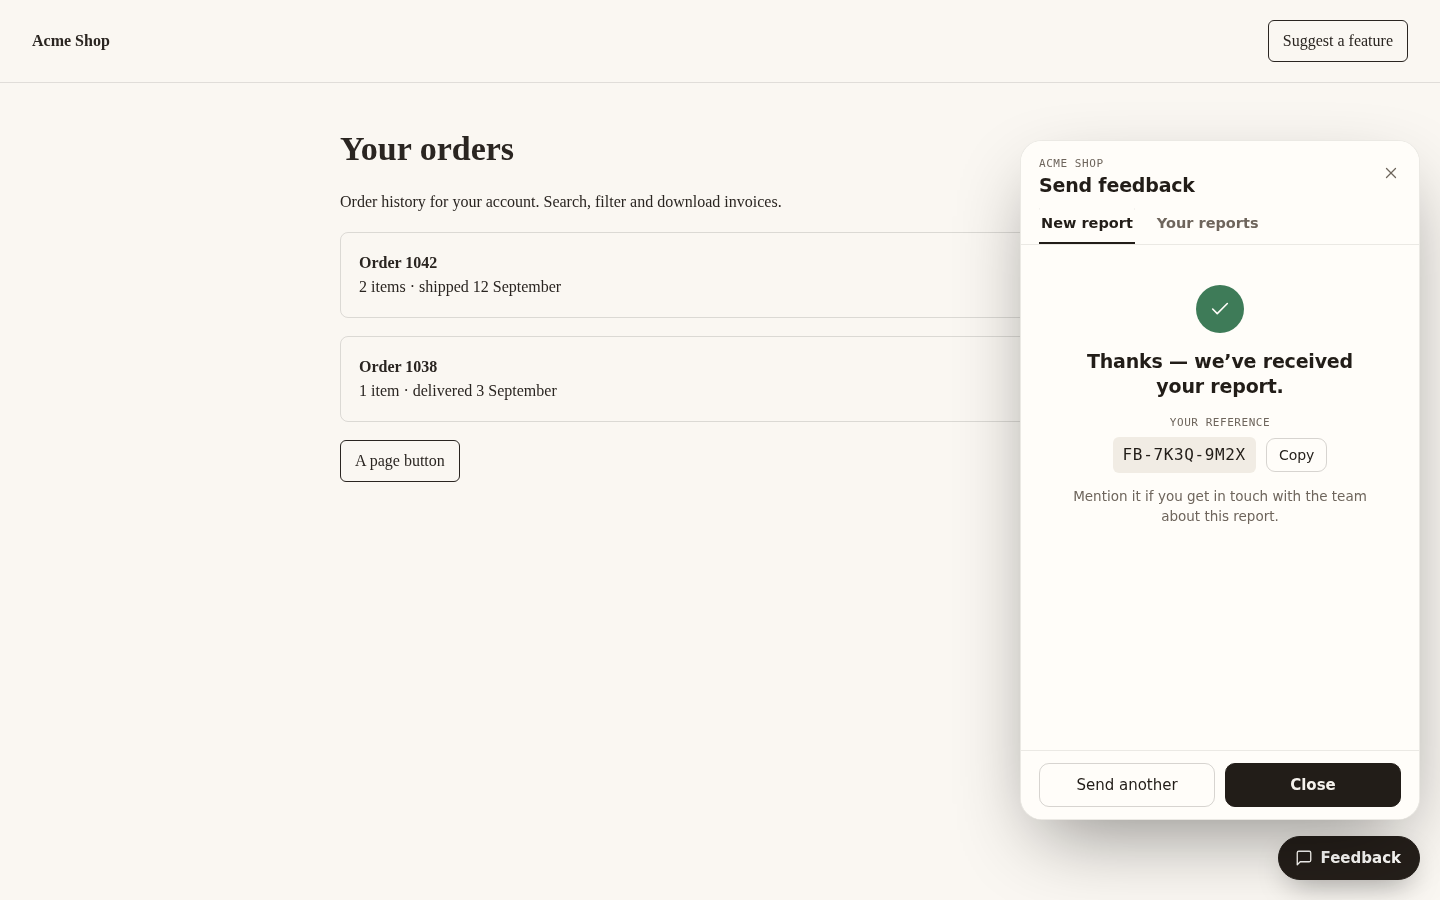 Acme Shop
Suggest a feature
Your orders
Order history for your account. Search, filter and download invoices.
Order 1042
2 items · shipped 12 September
Order 1038
1 item · delivered 3 September
A page button
ACME SHOP
Send feedback
New report
Your reports
Thanks — we’ve received
your report.
YOUR REFERENCE
FB-7K3Q-9M2X
Copy
Mention it if you get in touch with the team
about this report.
Send another
Close
Feedback